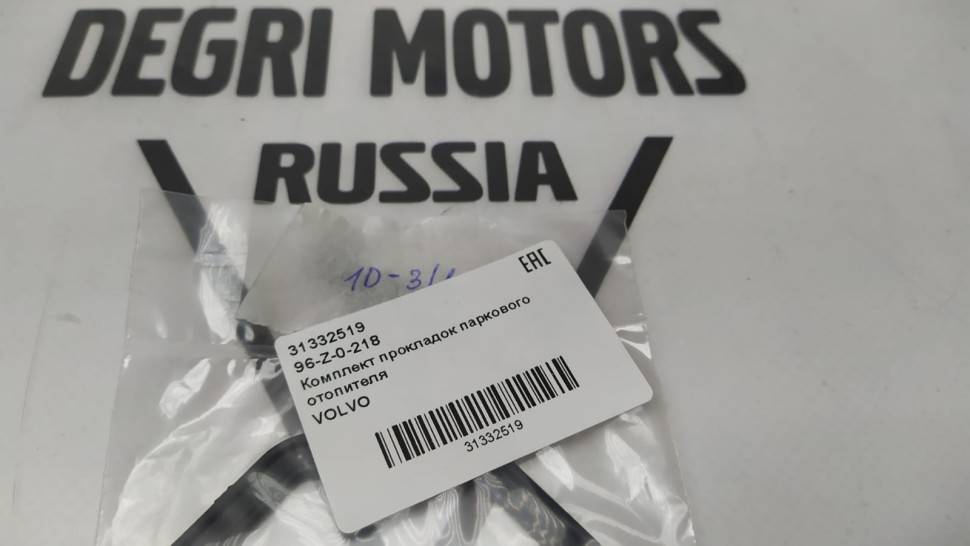 DEGRI MOTORS
RUSSIA
10-3/
EAC
31332519
96-Z-0-218
Комплект прокладок паркового
отопителя
VOLVO
31332519